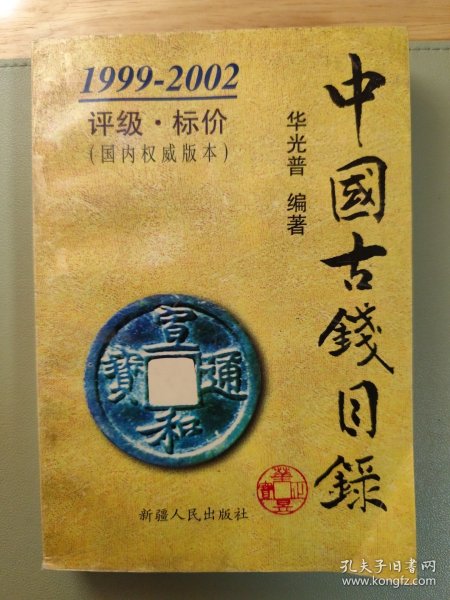 1999-2002
评级·标价
(国内权威版本)
华光普 编著
中國古錢目錄
宣和通寳
新疆人民出版社
孔夫子旧书网
www.kongfz.com